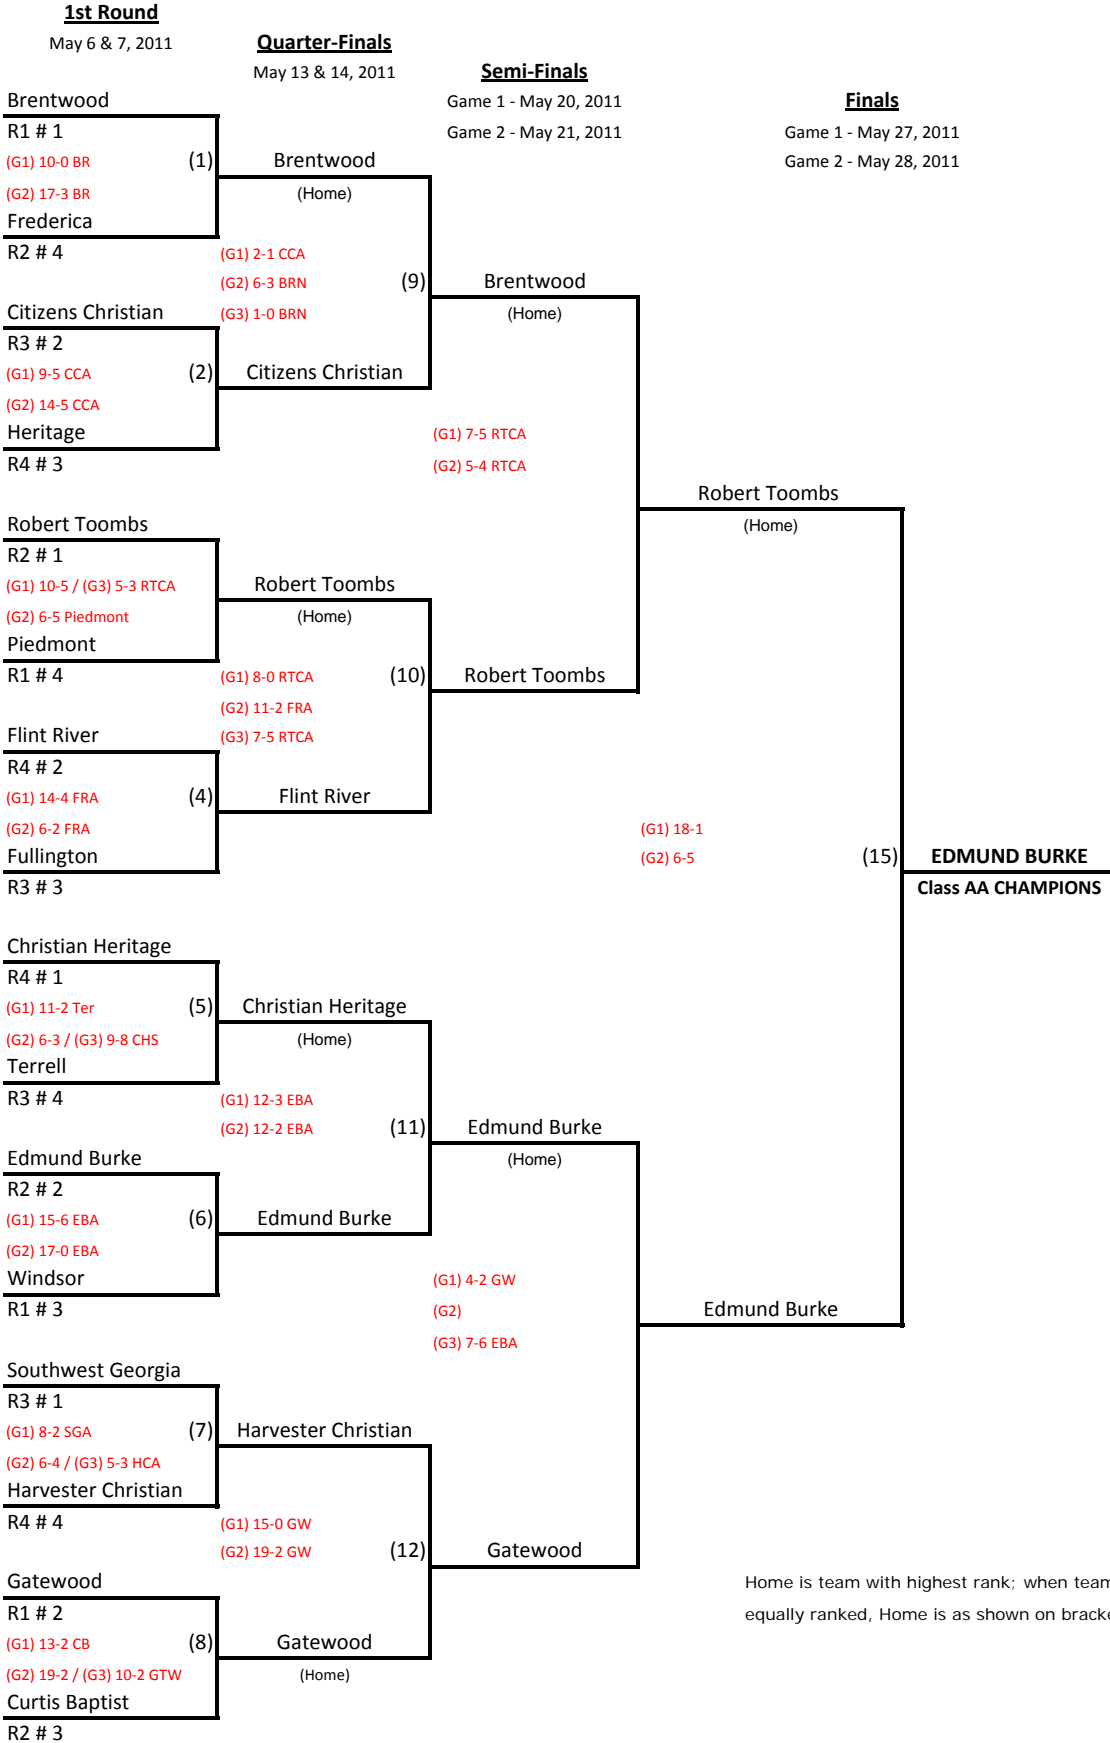 1st Round
May 6 & 7, 2011
Quarter-Finals
May 13 & 14, 2011
Semi-Finals
Game 1 - May 20, 2011
Game 2 - May 21, 2011
Finals
Game 1 - May 27, 2011
Game 2 - May 28, 2011
Brentwood
R1 # 1
(G1) 10-0 BR
(1)
(G2) 17-3 BR
Frederica
R2 # 4
Citizens Christian
R3 # 2
(G1) 9-5 CCA
(2)
(G2) 14-5 CCA
Heritage
R4 # 3
Robert Toombs
R2 # 1
(G1) 10-5 / (G3) 5-3 RTCA
(G2) 6-5 Piedmont
Piedmont
R1 # 4
Flint River
R4 # 2
(G1) 14-4 FRA
(4)
(G2) 6-2 FRA
Fullington
R3 # 3
Christian Heritage
R4 # 1
(G1) 11-2 Ter
(5)
(G2) 6-3 / (G3) 9-8 CHS
Terrell
R3 # 4
Edmund Burke
R2 # 2
(G1) 15-6 EBA
(6)
(G2) 17-0 EBA
Windsor
R1 # 3
Southwest Georgia
R3 # 1
(G1) 8-2 SGA
(7)
(G2) 6-4 / (G3) 5-3 HCA
Harvester Christian
R4 # 4
Gatewood
R1 # 2
(G1) 13-2 CB
(8)
(G2) 19-2 / (G3) 10-2 GTW
Curtis Baptist
R2 # 3
Brentwood
(Home)
(G1) 2-1 CCA
(G2) 6-3 BRN
(9)
(G3) 1-0 BRN
Citizens Christian
Robert Toombs
(Home)
(G1) 8-0 RTCA
(10)
(G2) 11-2 FRA
(G3) 7-5 RTCA
Flint River
Christian Heritage
(Home)
(G1) 12-3 EBA
(G2) 12-2 EBA
(11)
Edmund Burke
Harvester Christian
(G1) 15-0 GW
(G2) 19-2 GW
(12)
Gatewood
(Home)
Brentwood
(Home)
(G1) 7-5 RTCA
(G2) 5-4 RTCA
Robert Toombs
Edmund Burke
(Home)
(G1) 4-2 GW
(G2)
(G3) 7-6 EBA
Gatewood
Robert Toombs
(Home)
(G1) 18-1
(G2) 6-5
(15)
Edmund Burke
EDMUND BURKE
Class AA CHAMPIONS
Home is team with highest rank; when team
equally ranked, Home is as shown on bracke